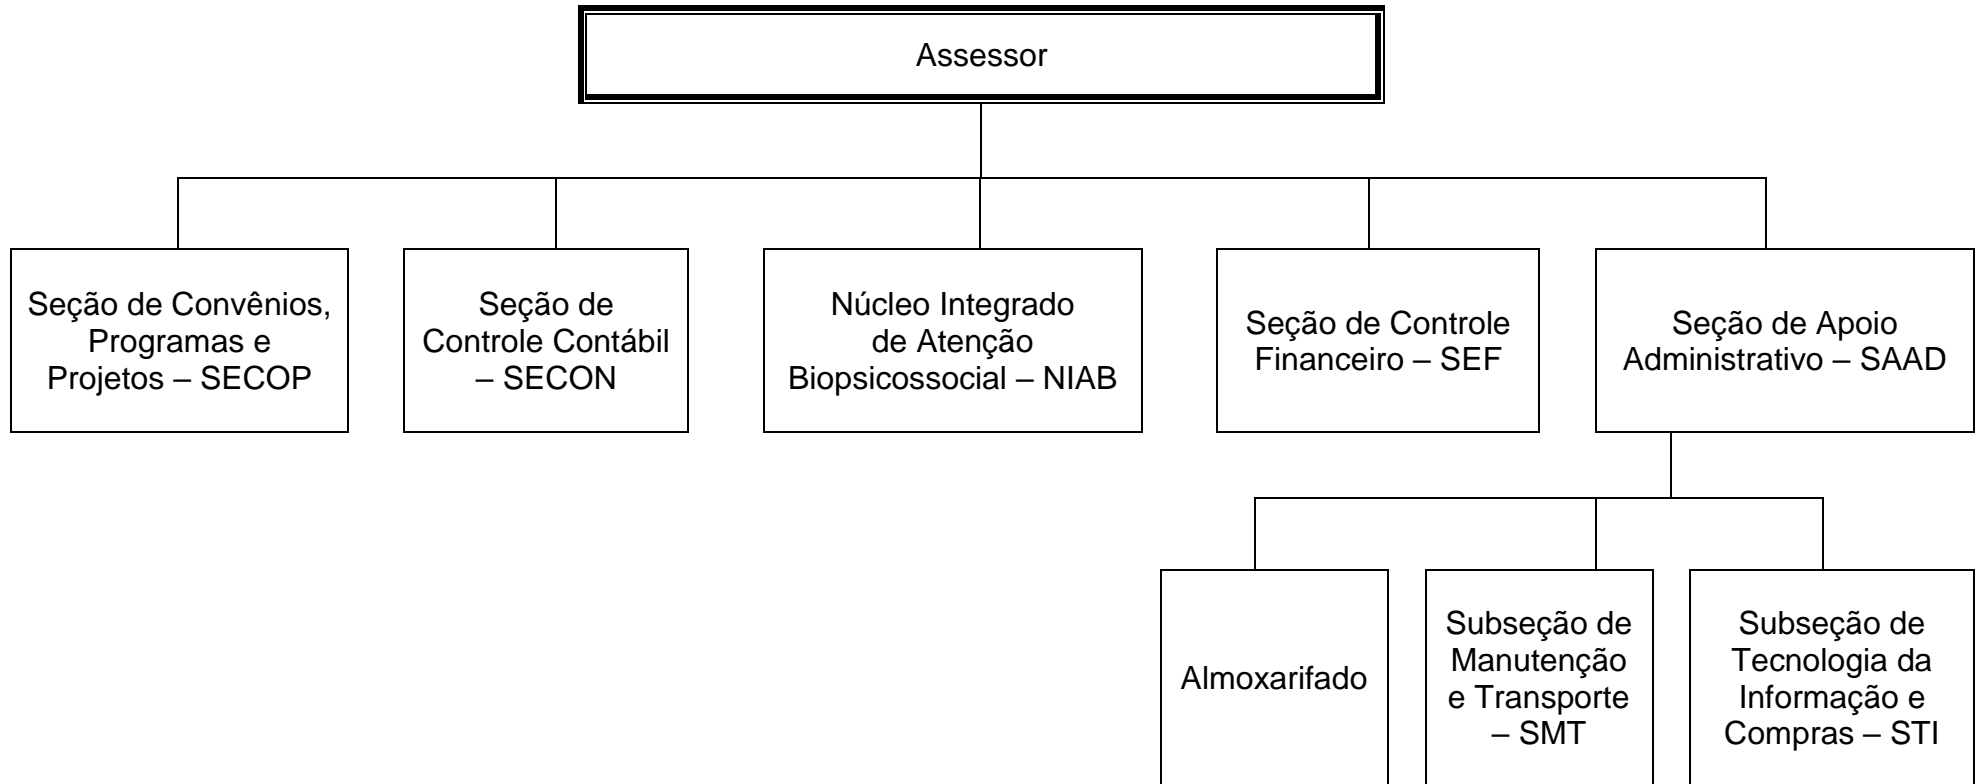 Assessor
Seção de Convênios,
Programas e
Projetos – SECOP
Seção de
Controle Contábil
– SECON
Núcleo Integrado
de Atenção
Biopsicossocial – NIAB
Seção de Controle
Financeiro – SEF
Seção de Apoio
Administrativo – SAAD
Almoxarifado
Subseção de
Manutenção
e Transporte
– SMT
Subseção de
Tecnologia da
Informação e
Compras – STI